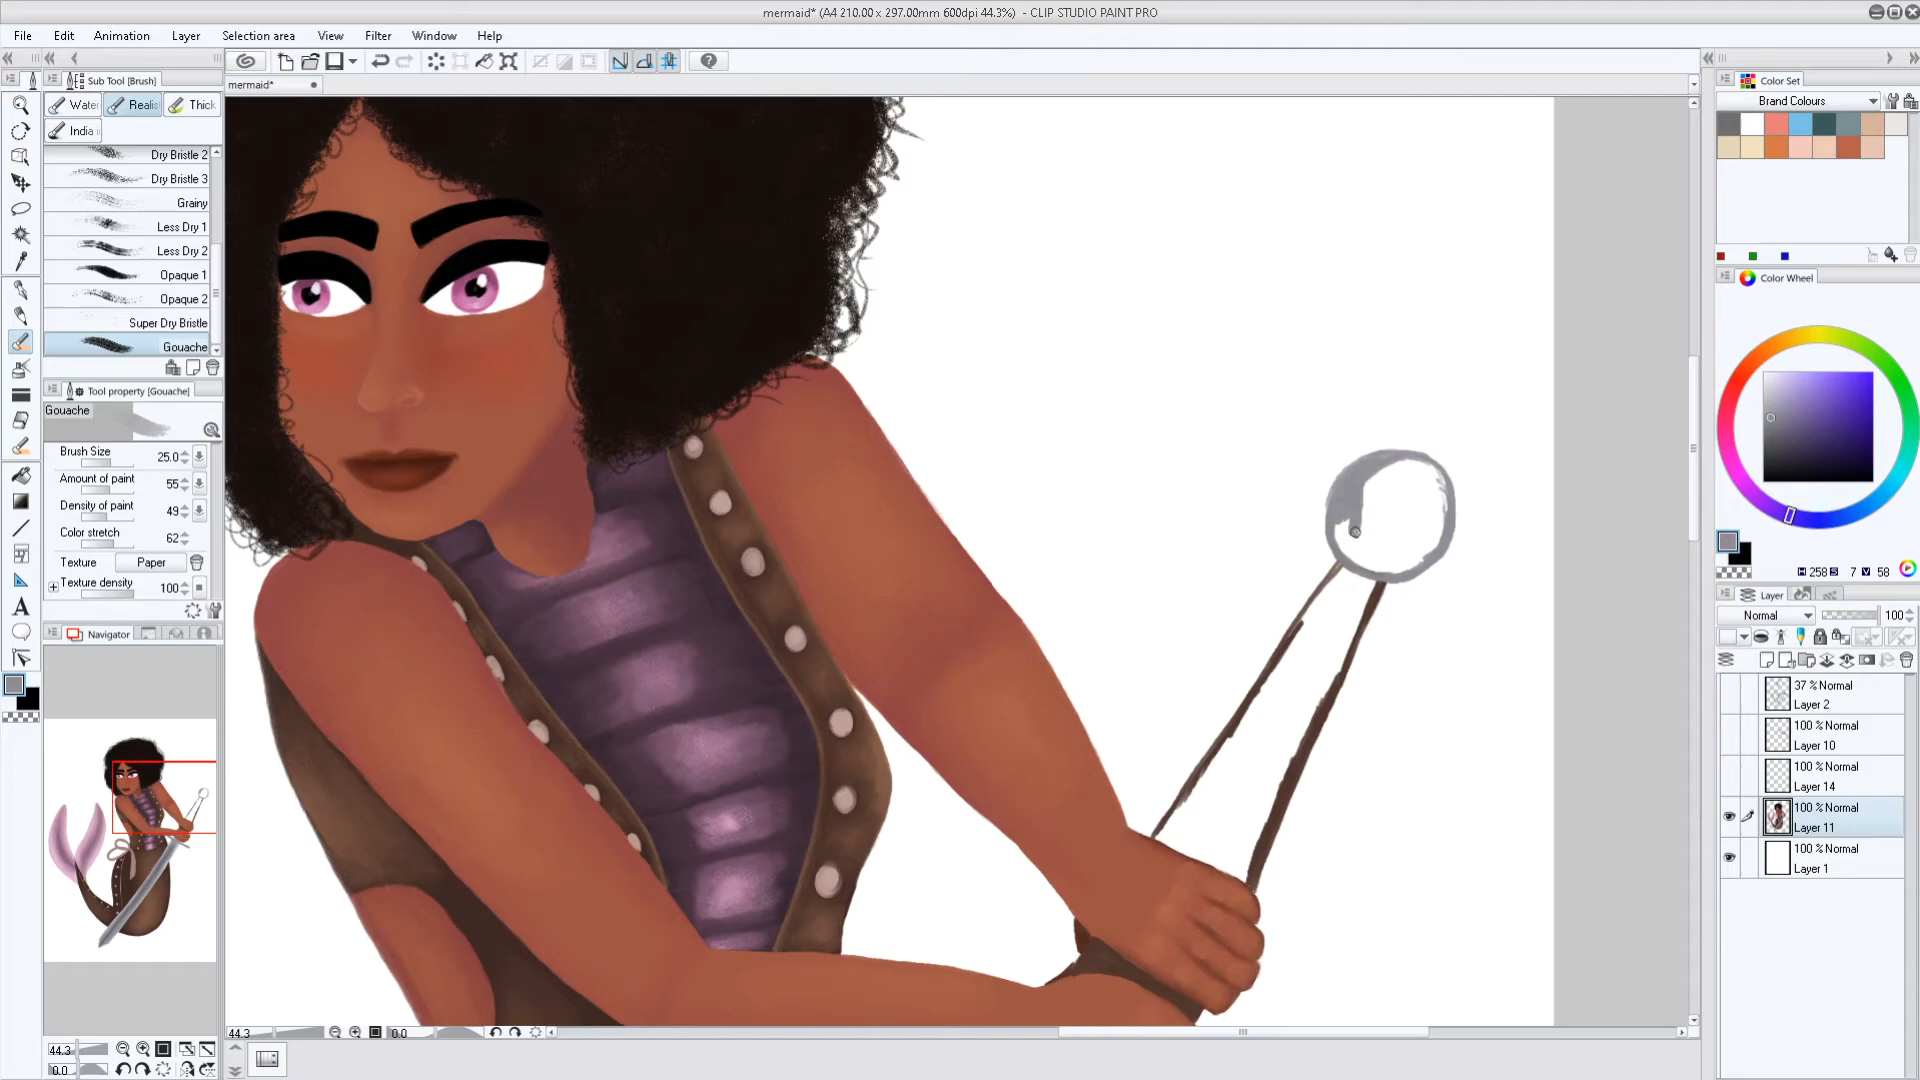 mermaid* (A4 210.00 x 297.00mm 600dpi 44.3%) - CLIP STUDIO PAINT PRO
File Edit Animation Layer Selection area View Filter Window Help
Sub Tool [Brush]
mermaid*
Color Set
Water Realis Thick
Brand Colours
India
Dry Bristle 2
Dry Bristle 3
Grainy
Less Dry 1
Less Dry 2
Opaque 1
Opaque 2
Super Dry Bristle
Gouache
Color Wheel
Tool property [Gouache]
Gouache
Brush Size 25.0
Amount of paint 55
Density of paint 49
Color stretch 62
Texture Paper
Texture density 100
H 258 S 7 V 58
Layer
Normal 100
Navigator
37 % Normal
Layer 2
100 % Normal
Layer 10
100 % Normal
Layer 14
100 % Normal
Layer 11
100 % Normal
Layer 1
44.3 0.0
44.3
0.0